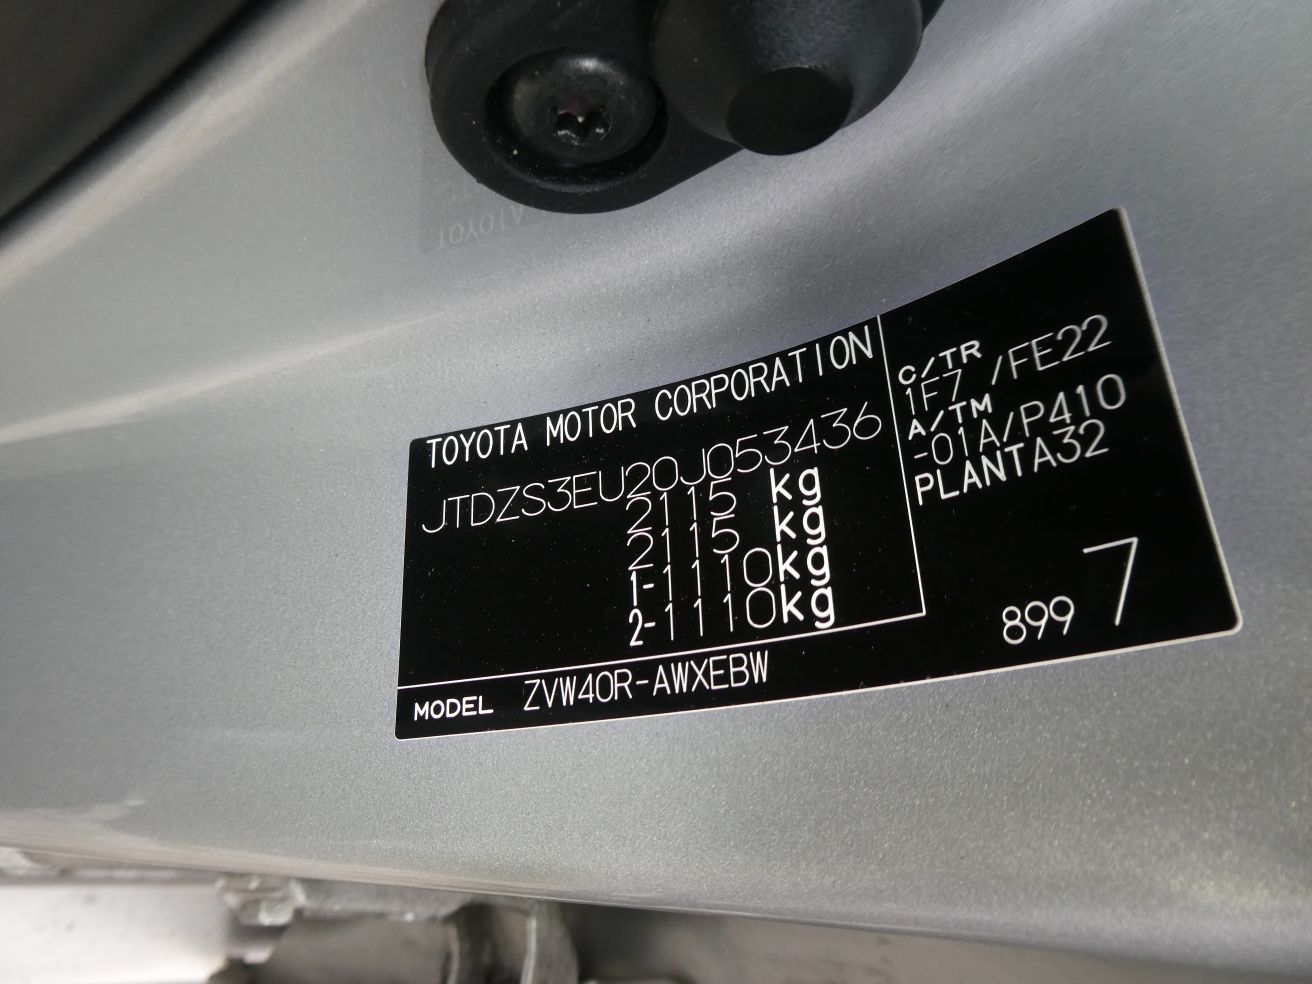 TOYOTA MOTOR CORPORATION
JTDZS3EU20J053436
2115 kg
2115 kg
1-1110kg
2-1110kg
MODEL ZVW40R-AWXEBW
C/TR
1F7 /FE22
A/TM
-01A/P410
PLANTA32
899 7